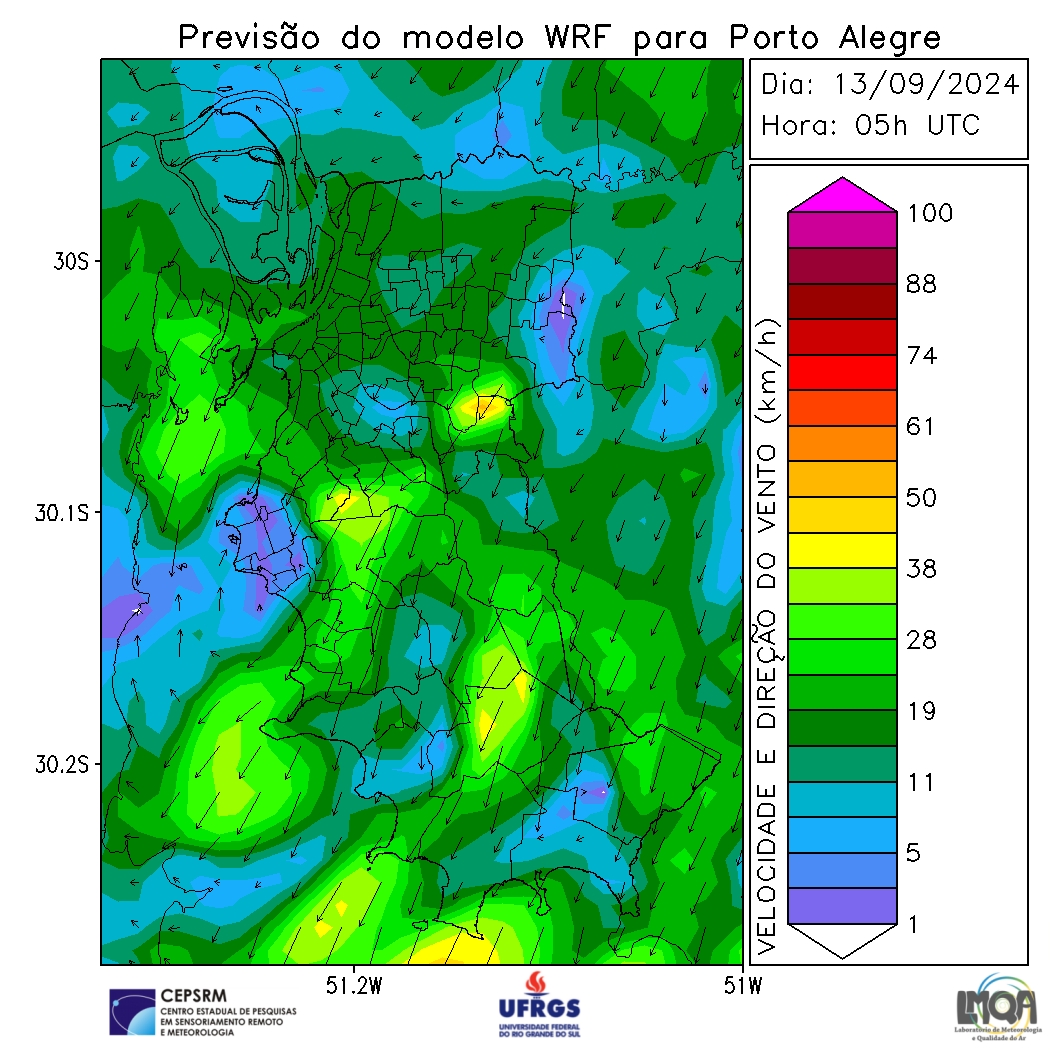 Previsão do modelo WRF para Porto Alegre
Dia: 13/09/2024
Hora: 05h UTC
30S
30.1S
30.2S
51.2W
51W
VELOCIDADE E DIREÇÃO DO VENTO (km/h)
100
88
74
61
50
38
28
19
11
5
1
CEPSRM
CENTRO ESTADUAL DE PESQUISAS
EM SENSORIAMENTO REMOTO
E METEOROLOGIA
UFRGS
UNIVERSIDADE FEDERAL
DO RIO GRANDE DO SUL
LMQA
Laboratório de Meteorologia
e Qualidade do Ar